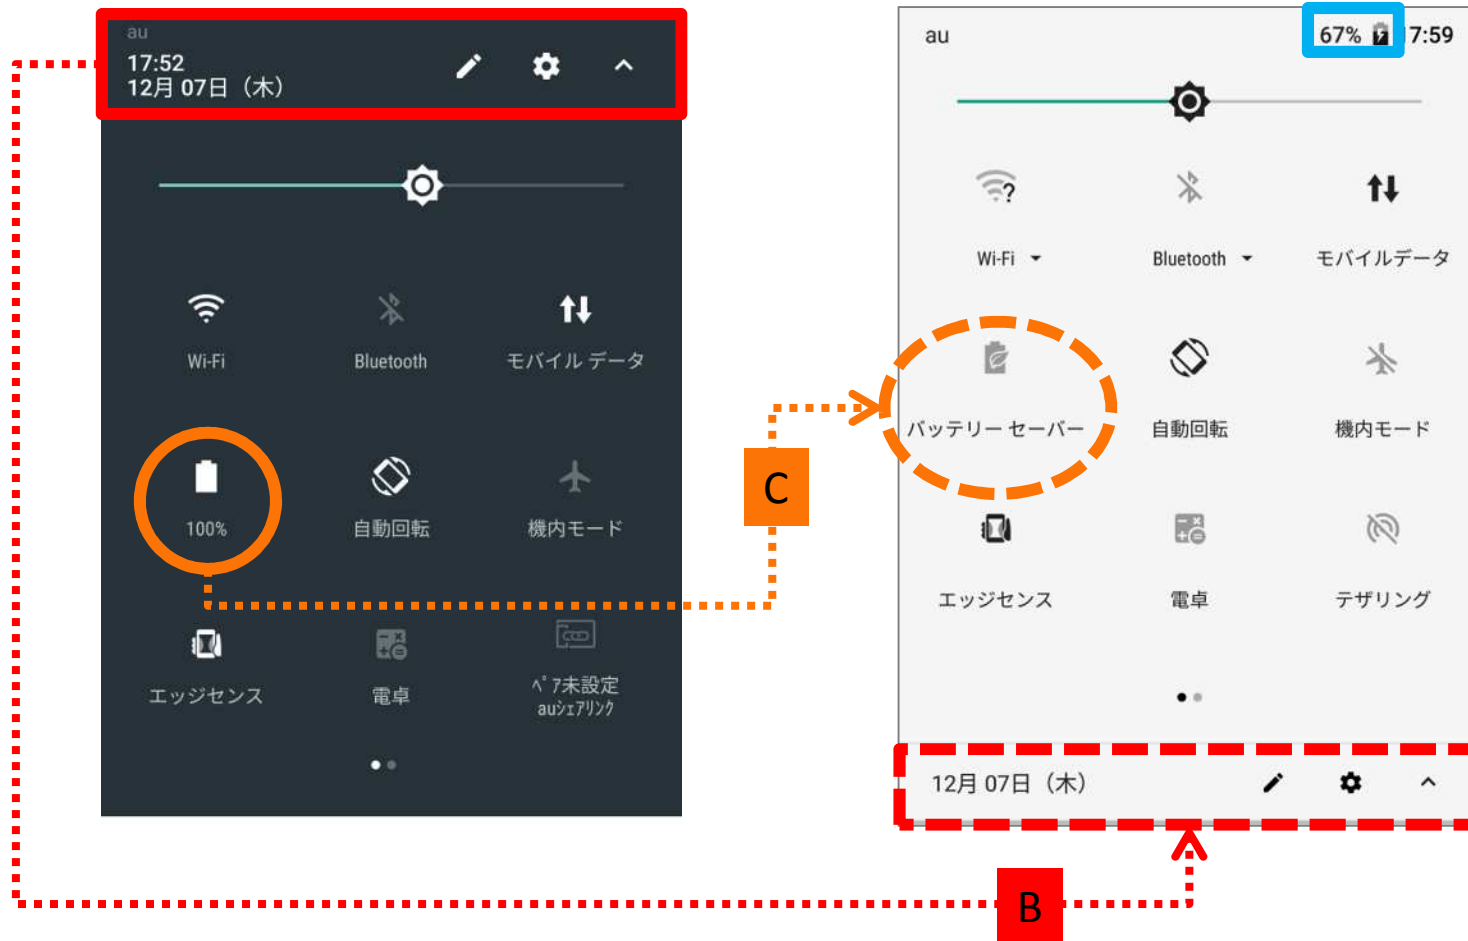 au
17:52
12月 07日（木）
Wi-Fi
Bluetooth
モバイル データ
100%
自動回転
機内モード
エッジセンス
電卓
ﾍﾟｱ未設定
auｼｪｱﾘﾝｸ
C
au
67%
7:59
Wi-Fi
Bluetooth
モバイルデータ
バッテリー セーバー
自動回転
機内モード
エッジセンス
電卓
テザリング
12月 07日（木）
B